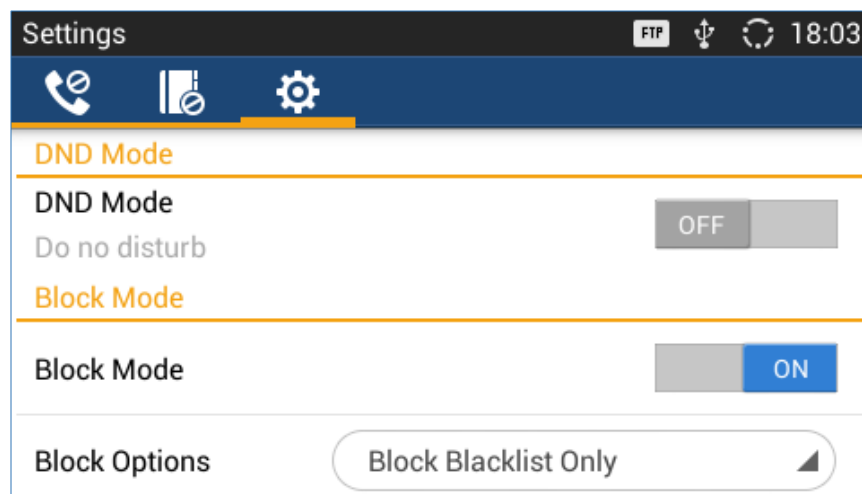 Settings FTP 18:03
DND Mode
DND Mode OFF
Do no disturb
Block Mode
Block Mode ON
Block Options Block Blacklist Only